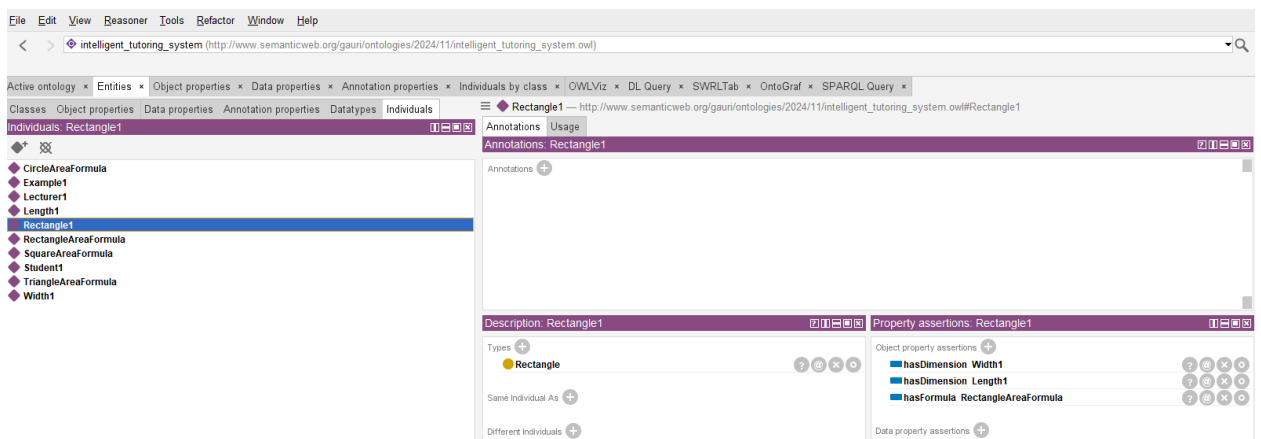 File Edit View Reasoner Tools Refactor Window Help
intelligent_tutoring_system (http://www.semanticweb.org/gauri/ontologies/2024/11/intelligent_tutoring_system.owl)
Active ontology × Entities × Object properties × Data properties × Annotation properties × Individuals by class × OWLViz × DL Query × SWRLTab × OntoGraf × SPARQL Query ×
Classes Object properties Data properties Annotation properties Datatypes Individuals
Rectangle1 — http://www.semanticweb.org/gauri/ontologies/2024/11/intelligent_tutoring_system.owl#Rectangle1
Individuals: Rectangle1
CircleAreaFormula
Example1
Lecturer1
Length1
Rectangle1
RectangleAreaFormula
SquareAreaFormula
Student1
TriangleAreaFormula
Width1
Annotations Usage
Annotations: Rectangle1
Annotations
Description: Rectangle1
Types
Rectangle
Same Individual As
Different Individuals
Property assertions: Rectangle1
Object property assertions
hasDimension Width1
hasDimension Length1
hasFormula RectangleAreaFormula
Data property assertions